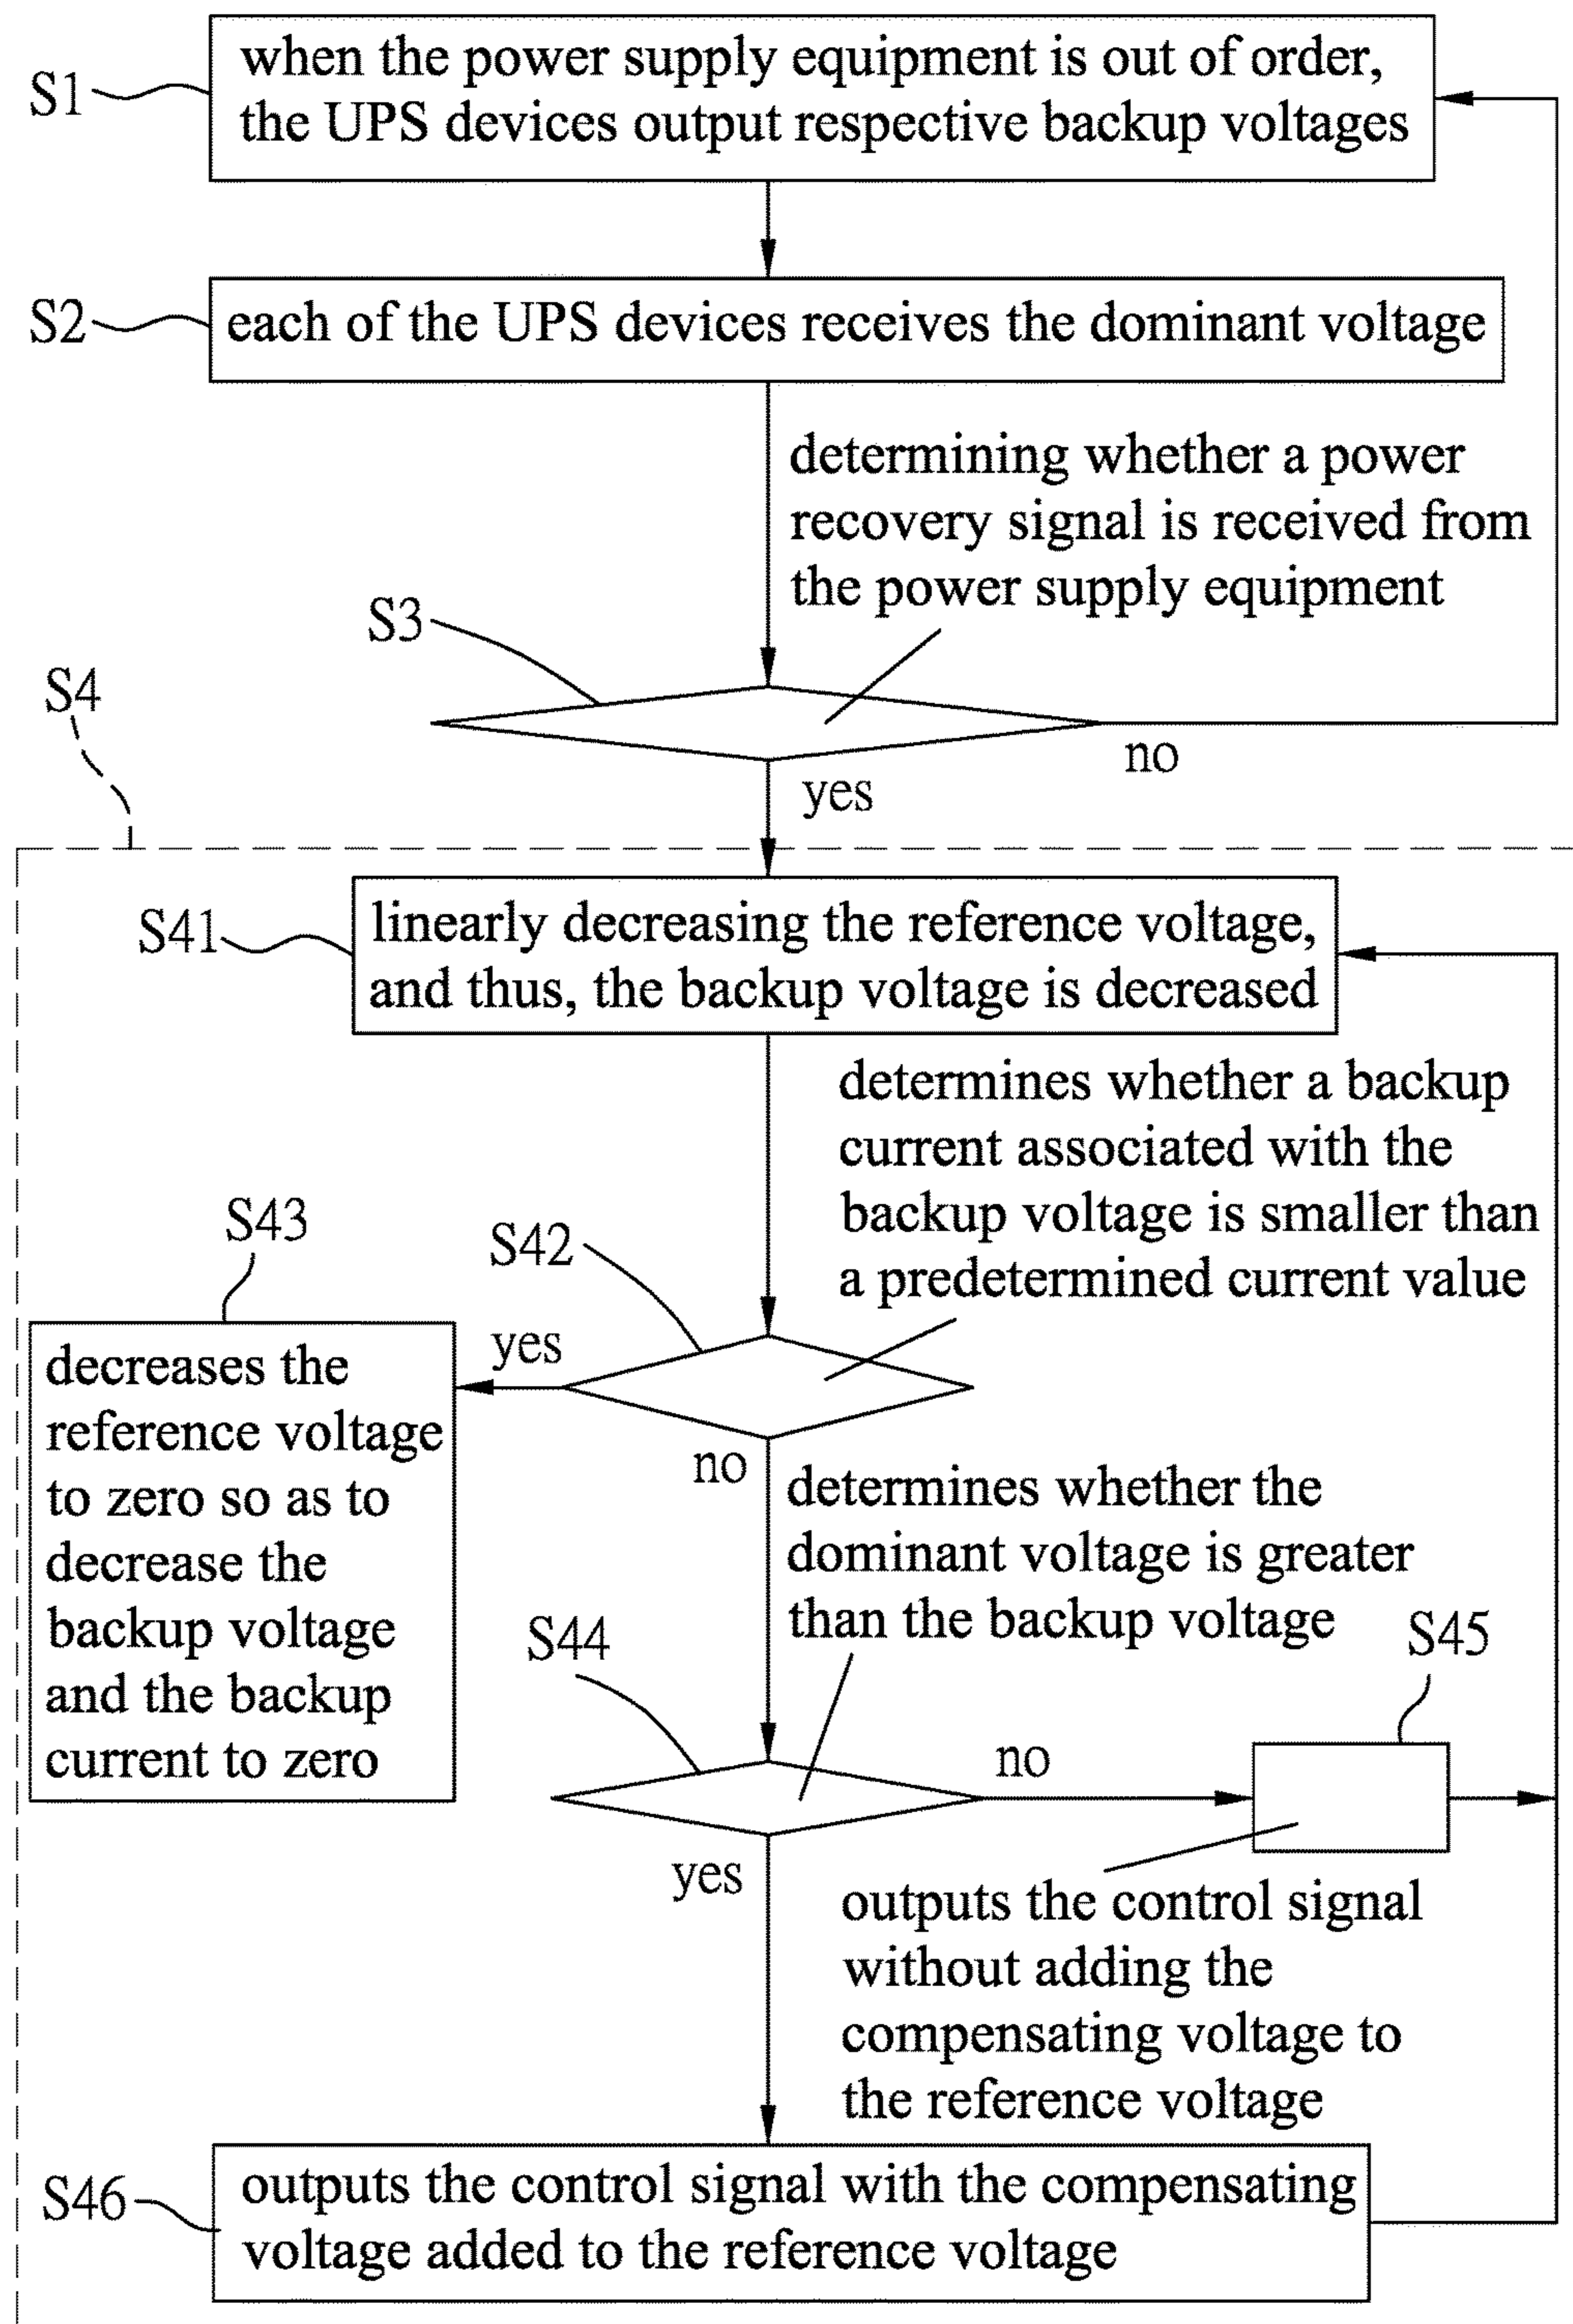 S1
when the power supply equipment is out of order,
the UPS devices output respective backup voltages
S2
each of the UPS devices receives the dominant voltage
determining whether a power
recovery signal is received from
the power supply equipment
S3
no
yes
S4
S41
linearly decreasing the reference voltage,
and thus, the backup voltage is decreased
determines whether a backup
current associated with the
backup voltage is smaller than
a predetermined current value
S42
yes
no
S43
decreases the
reference voltage
to zero so as to
decrease the
backup voltage
and the backup
current to zero
determines whether the
dominant voltage is greater
than the backup voltage
S44
no
yes
S45
outputs the control signal
without adding the
compensating voltage to
the reference voltage
S46
outputs the control signal with the compensating
voltage added to the reference voltage